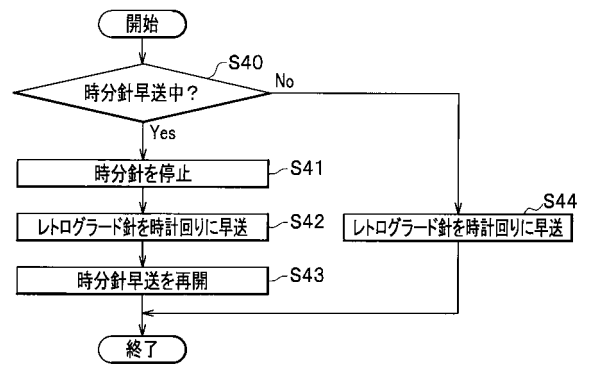 開始
S40
時分針早送中？
No
Yes
時分針を停止
S41
S44
レトログラード針を時計回りに早送
S42
レトログラード針を時計回りに早送
時分針早送を再開
S43
終了